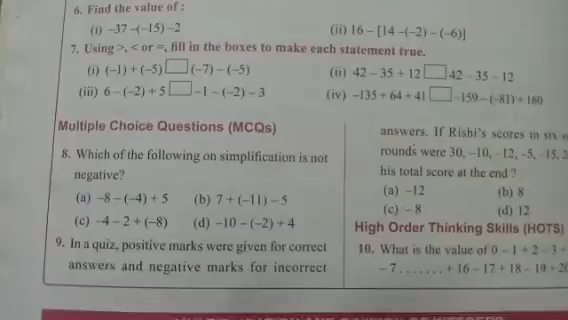 6. Find the value of :
(i) –37 –(–15) –2
(ii) 16 – [14 –(–2) – (–6)]
7. Using >, < or =, fill in the boxes to make each statement true.
(i) (–1) + (–5) □ (–7) – (–5)
(ii) 42 – 35 + 12 □ 42 – 35 – 12
(iii) 6 – (–2) + 5 □ –1 – (–2) – 3
(iv) –135 + 64 + 41 □ –159 – (–81) + 160
Multiple Choice Questions (MCQs)
8. Which of the following on simplification is not
negative?
(a) –8 – (–4) + 5 (b) 7 + (–11) – 5
(c) –4 – 2 + (–8) (d) –10 – (–2) + 4
9. In a quiz, positive marks were given for correct
answers and negative marks for incorrect
answers. If Rishi's scores in six
rounds were 30, –10, –12, –5, –15,
his total score at the end ?
(a) –12 (b) 8
(c) – 8 (d) 12
High Order Thinking Skills (HOTS)
10. What is the value of 0 – 1 + 2 – 3 +
– 7 . . . . . . . + 16 – 17 + 18 – 19 + 20